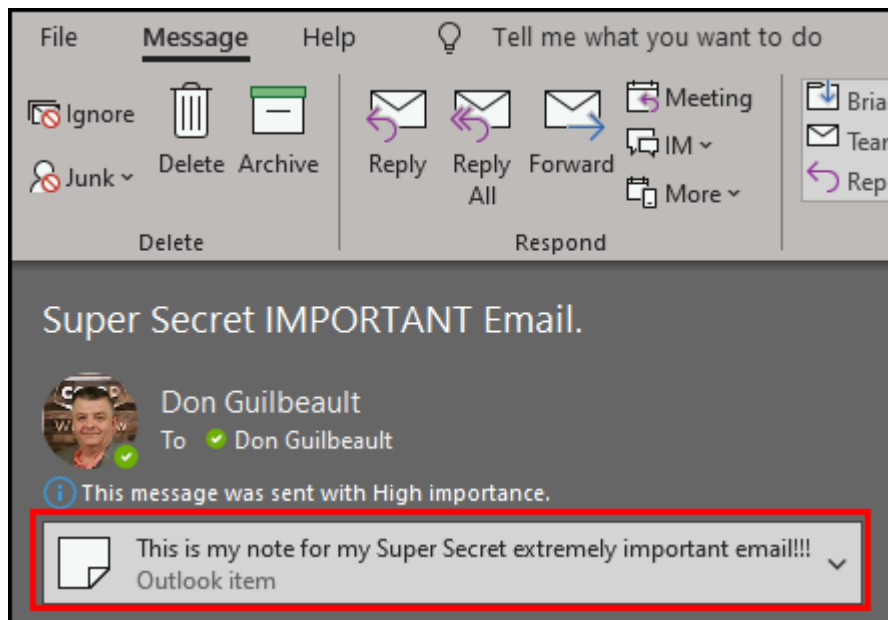 File Message Help Tell me what you want to do
Ignore
Junk
Delete
Archive
Delete
Reply
Reply
All
Forward
Meeting
IM
More
Respond
Super Secret IMPORTANT Email.
Don Guilbeault
To Don Guilbeault
This message was sent with High importance.
This is my note for my Super Secret extremely important email!!!
Outlook item